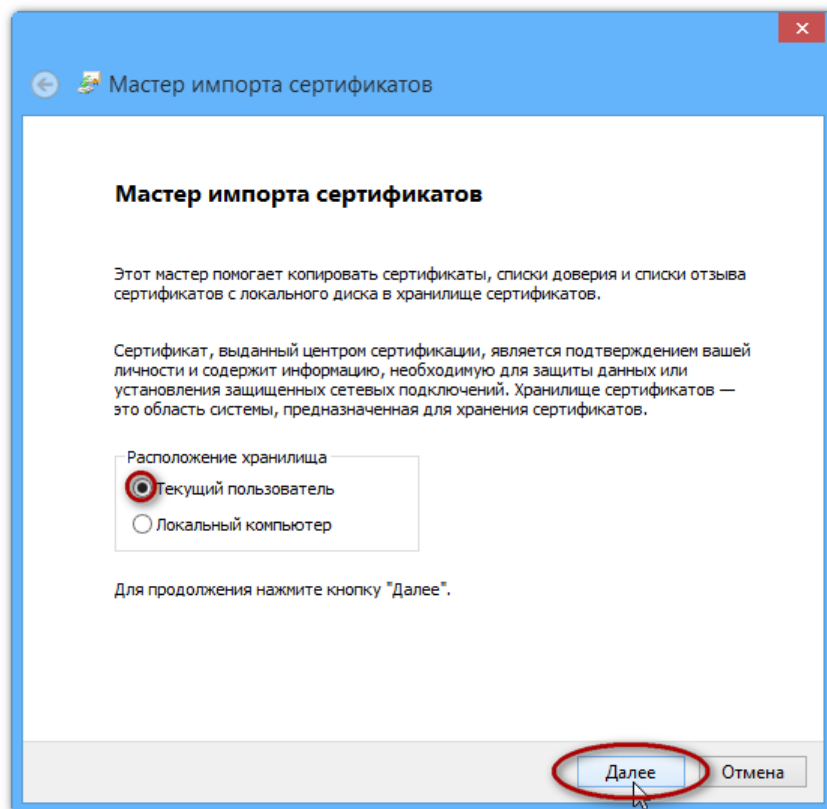 Мастер импорта сертификатов
Мастер импорта сертификатов
Этот мастер помогает копировать сертификаты, списки доверия и списки отзыва
сертификатов с локального диска в хранилище сертификатов.
Сертификат, выданный центром сертификации, является подтверждением вашей
личности и содержит информацию, необходимую для защиты данных или
установления защищенных сетевых подключений. Хранилище сертификатов —
это область системы, предназначенная для хранения сертификатов.
Расположение хранилища
Текущий пользователь
Локальный компьютер
Для продолжения нажмите кнопку "Далее".
Далее
Отмена